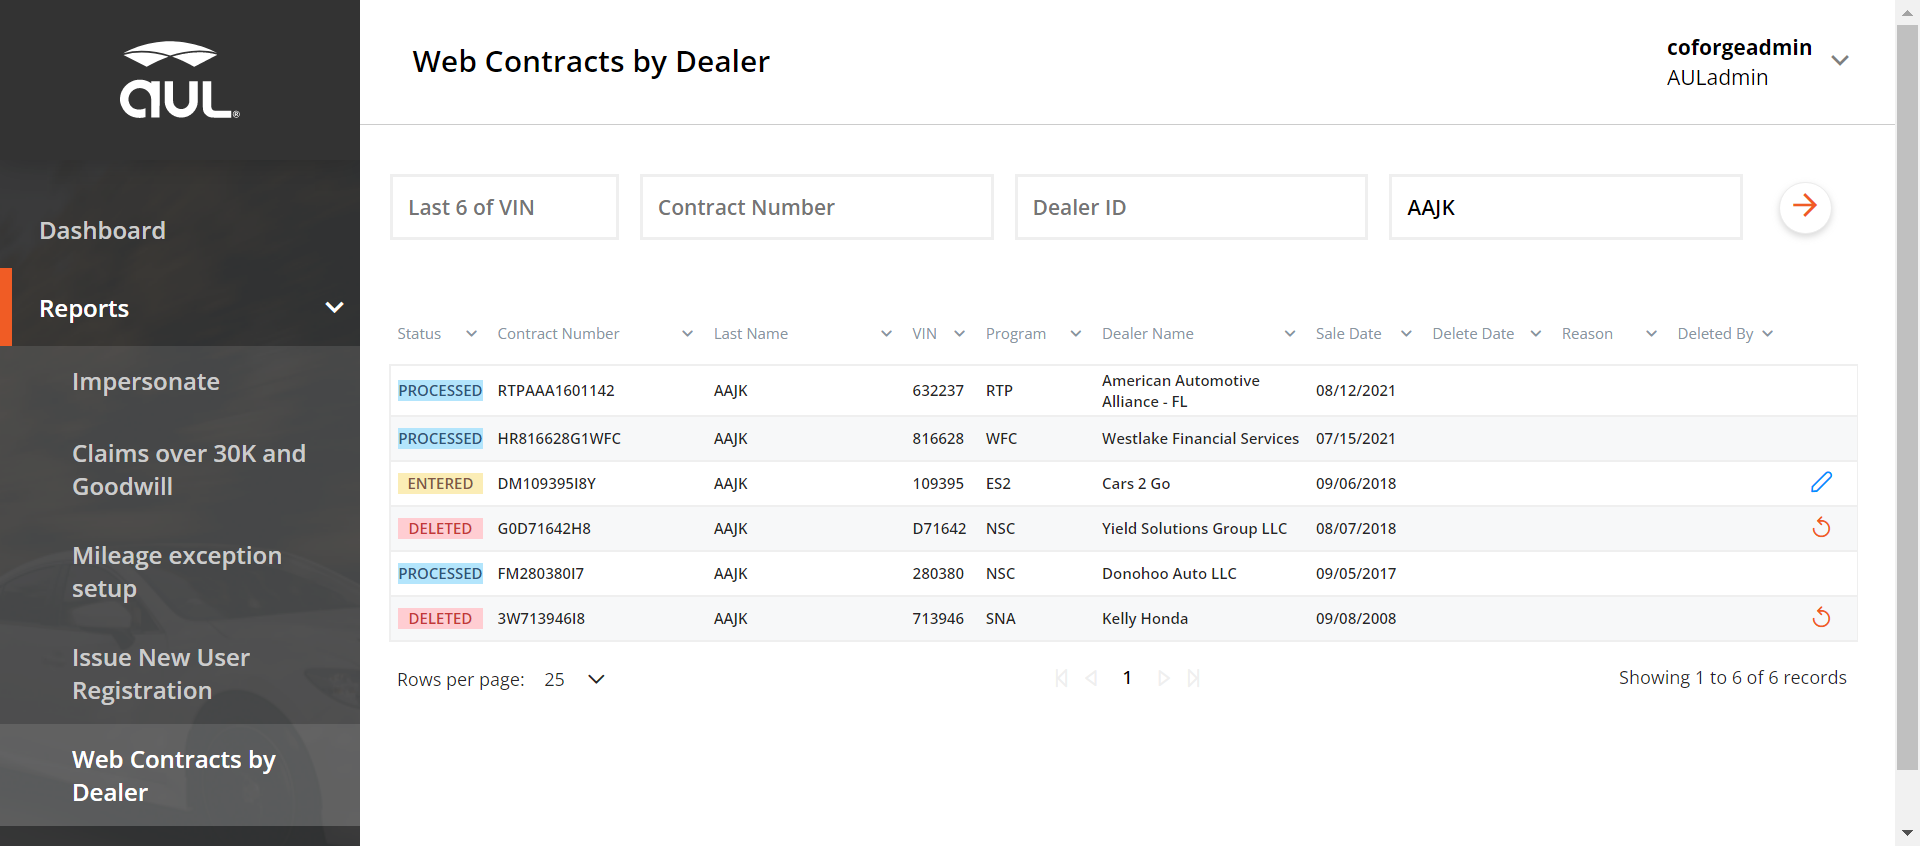 aUL®
Dashboard
Reports
Impersonate
Claims over 30K and
Goodwill
Mileage exception
setup
Issue New User
Registration
Web Contracts by
Dealer
Web Contracts by Dealer
coforgeadmin
AULadmin
Last 6 of VIN
Contract Number
Dealer ID
AAJK
Status Contract Number Last Name VIN Program Dealer Name Sale Date Delete Date Reason Deleted By
PROCESSED RTPAAA1601142 AAJK 632237 RTP American Automotive Alliance - FL 08/12/2021
PROCESSED HR816628G1WFC AAJK 816628 WFC Westlake Financial Services 07/15/2021
ENTERED DM109395I8Y AAJK 109395 ES2 Cars 2 Go 09/06/2018
DELETED G0D71642H8 AAJK D71642 NSC Yield Solutions Group LLC 08/07/2018
PROCESSED FM280380I7 AAJK 280380 NSC Donohoo Auto LLC 09/05/2017
DELETED 3W713946I8 AAJK 713946 SNA Kelly Honda 09/08/2008
Rows per page: 25
1
Showing 1 to 6 of 6 records